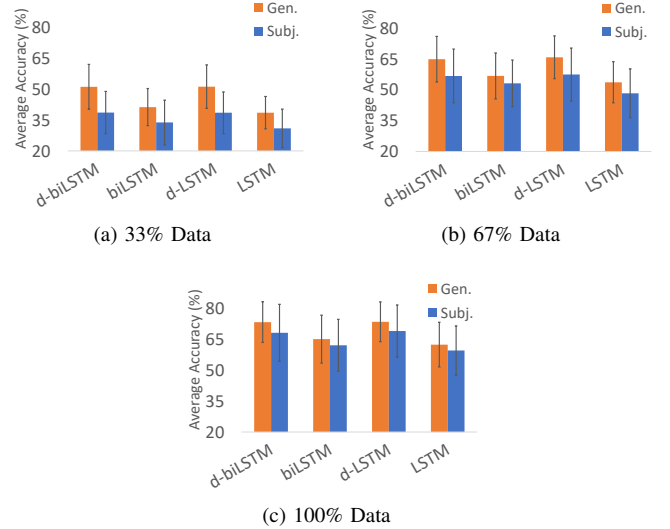 Average Accuracy (%)
80
65
50
35
20
Gen.
Subj.
d-biLSTM
biLSTM
d-LSTM
LSTM
(a) 33% Data
Average Accuracy (%)
80
65
50
35
20
Gen.
Subj.
d-biLSTM
biLSTM
d-LSTM
LSTM
(b) 67% Data
Average Accuracy (%)
80
65
50
35
20
Gen.
Subj.
d-biLSTM
biLSTM
d-LSTM
LSTM
(c) 100% Data